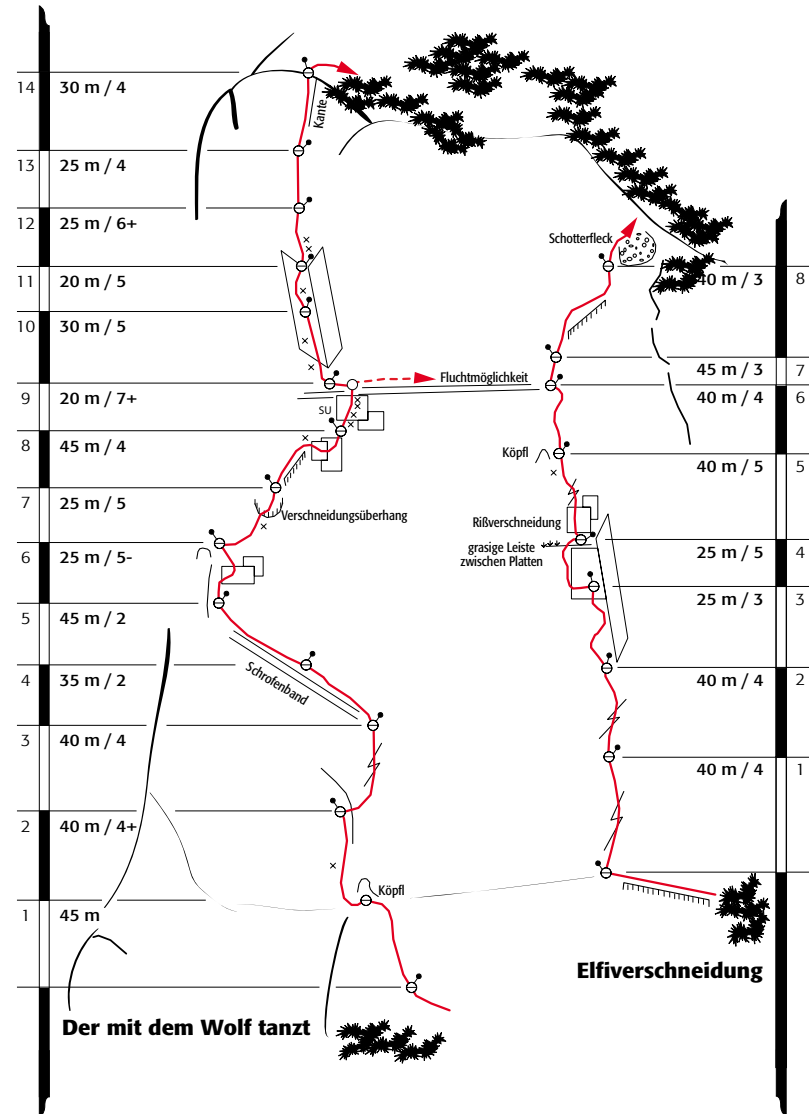 14 30 m / 4
Kante
13 25 m / 4
12 25 m / 6+
Schotterfleck
11 20 m / 5
40 m / 3 8
10 30 m / 5
45 m / 3 7
Fluchtmöglichkeit
9 20 m / 7+
40 m / 4 6
SU
8 45 m / 4
Köpfl
40 m / 5 5
7 25 m / 5
Verschneidungsüberhang
Rißverschneidung
6 25 m / 5-
grasige Leiste
zwischen Platten
25 m / 5 4
25 m / 3 3
5 45 m / 2
4 35 m / 2
Schrofenband
40 m / 4 2
3 40 m / 4
40 m / 4 1
2 40 m / 4+
Köpfl
1 45 m
Elfiverschneidung
Der mit dem Wolf tanzt